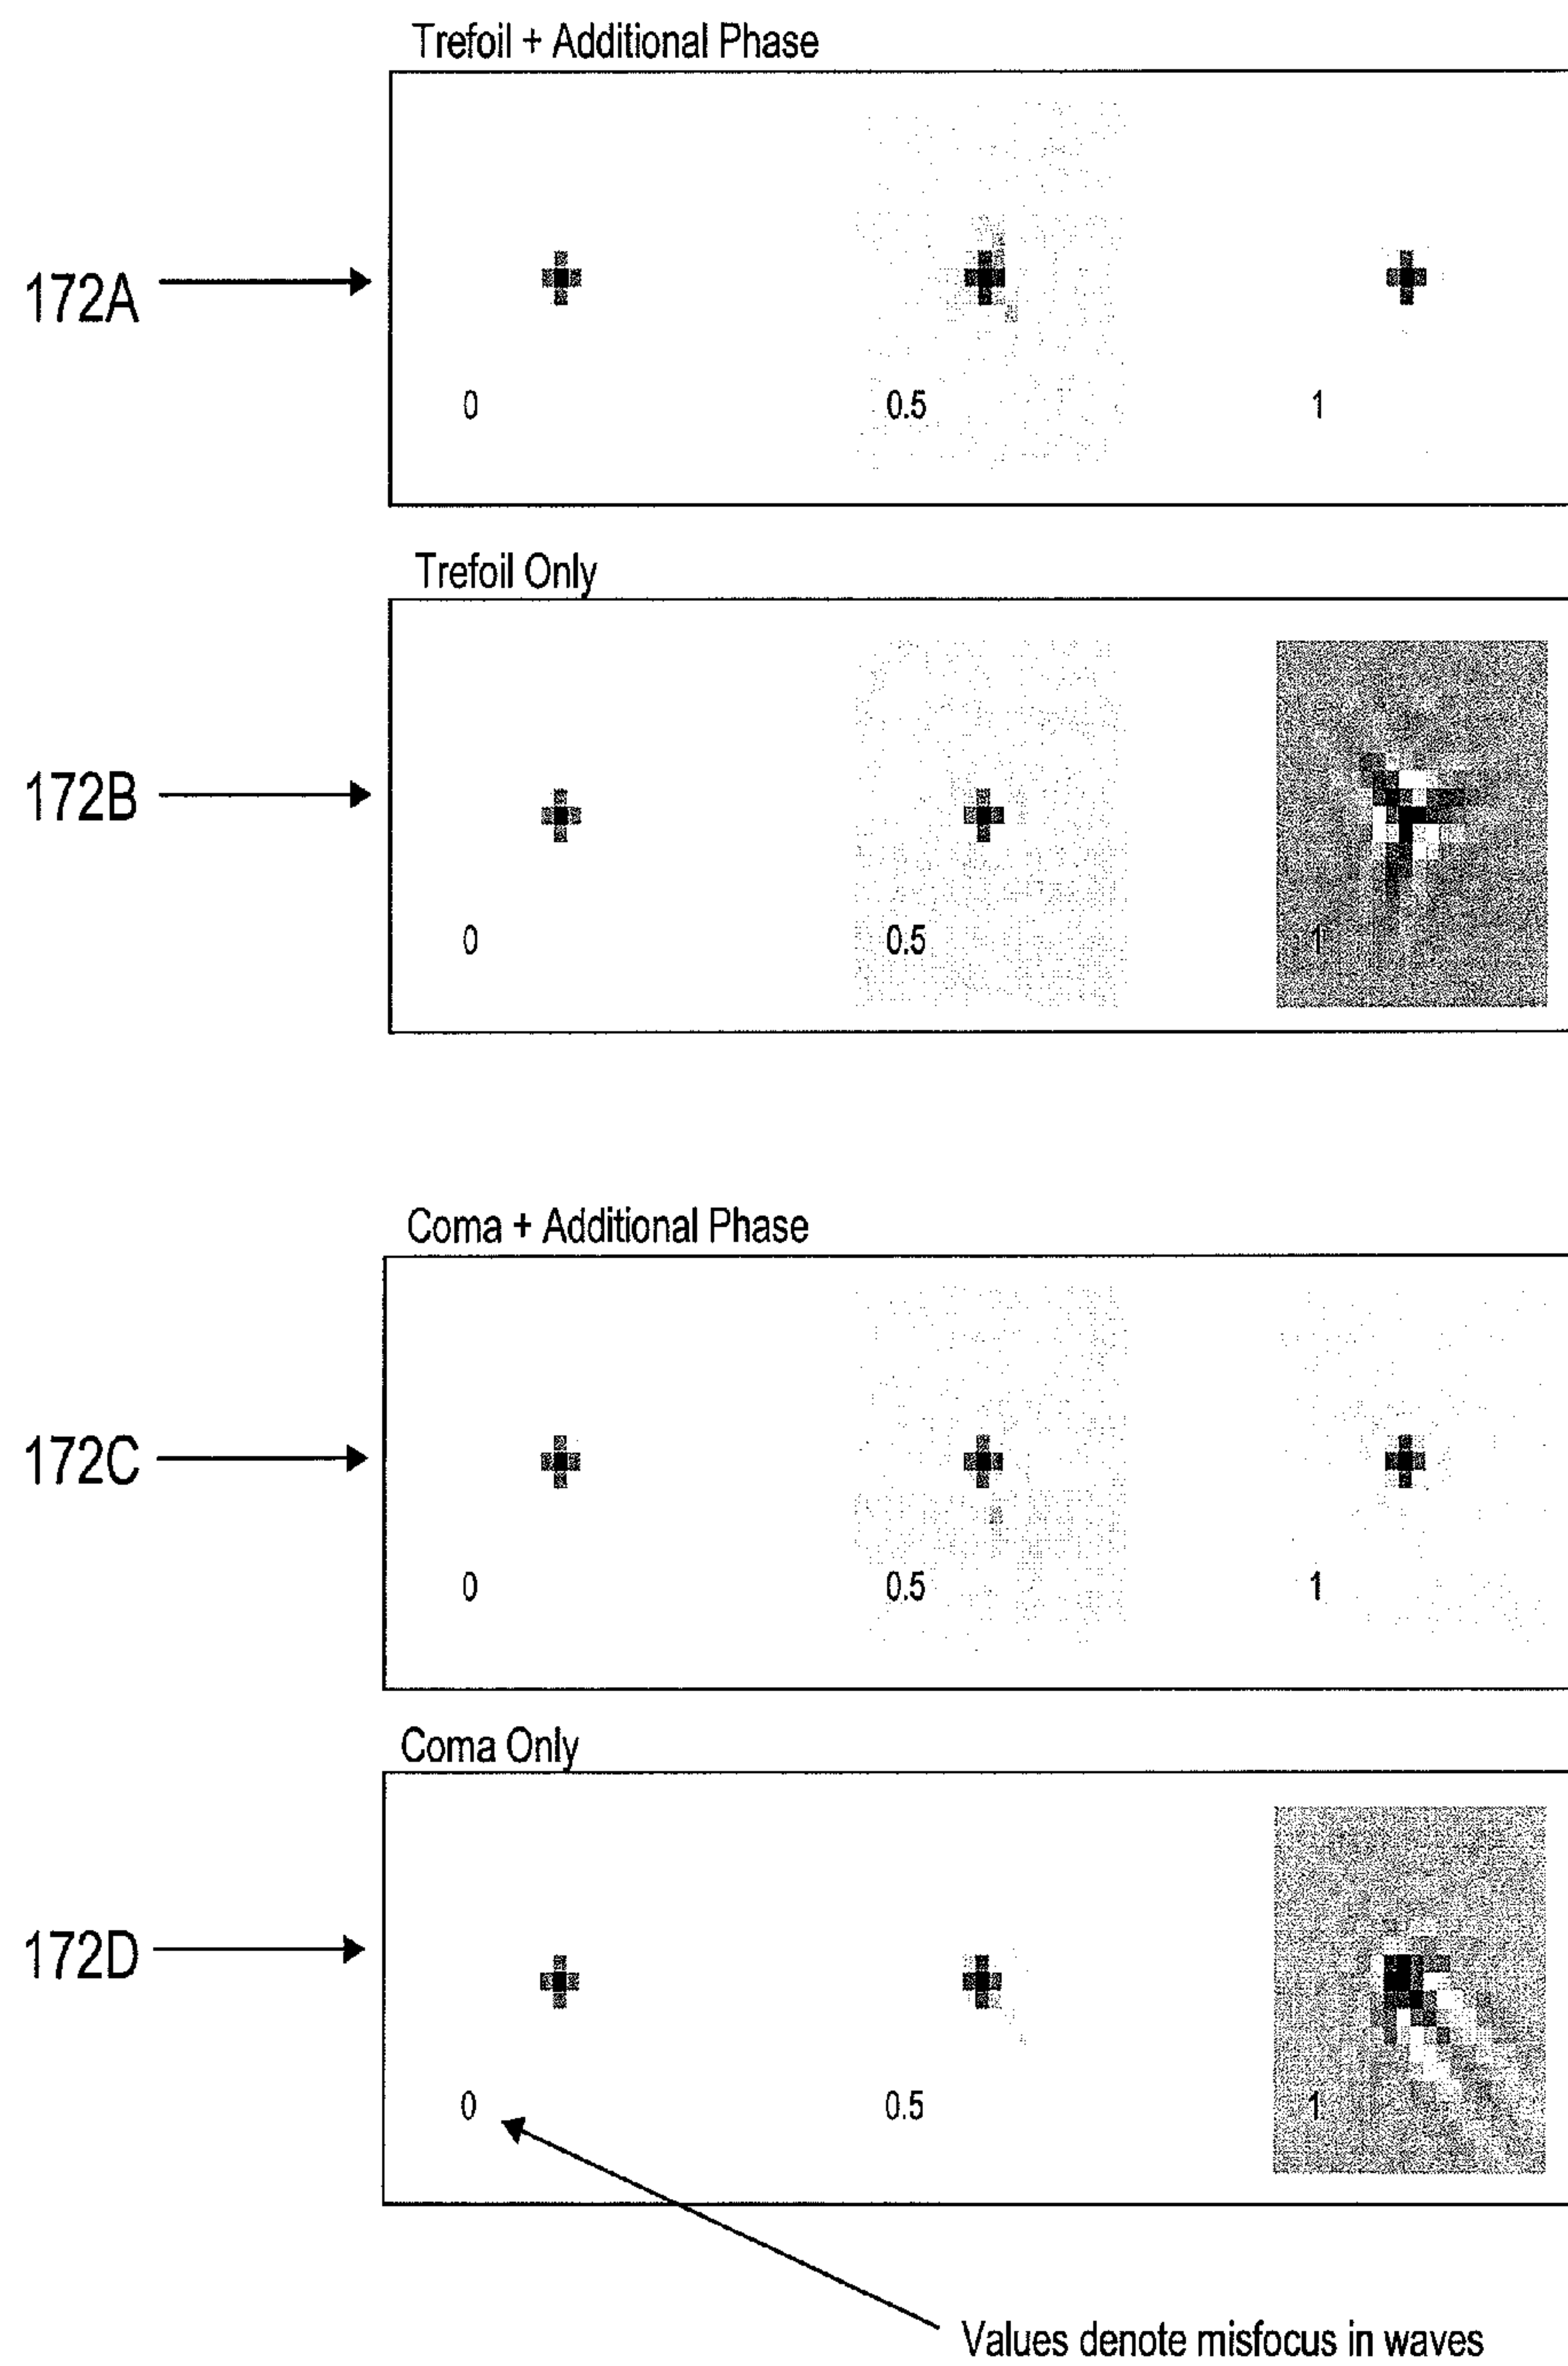 Trefoil + Additional Phase
172A
0 0.5 1
Trefoil Only
172B
0 0.5 1
Coma + Additional Phase
172C
0 0.5 1
Coma Only
172D
0 0.5 1
Values denote misfocus in waves